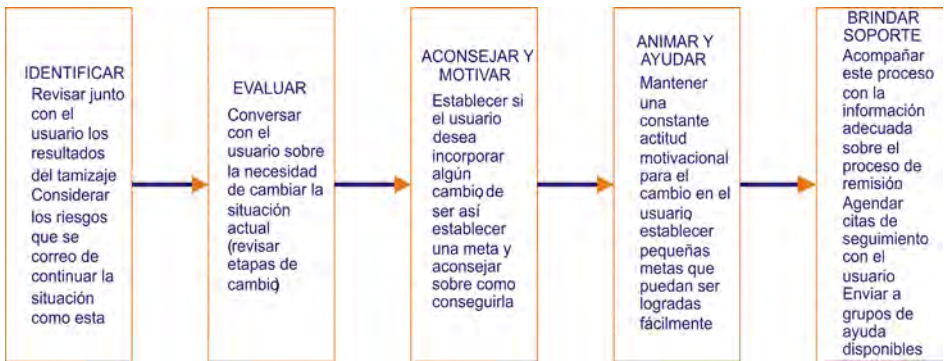 IDENTIFICAR
Revisar junto
con el
usuario los
resultados
del tamizaje
Considerar
los riesgos
que se
correo de
continuar la
situación
como esta
EVALUAR
Conversar
con el
usuario sobre
la necesidad
de cambiar la
situación
actual
(revisar
etapas de
cambio)
ACONSEJAR Y
MOTIVAR
Establecer si
el usuario
desea
incorporar
algún
cambio, de
ser así
establecer
una meta y
aconsejar
sobre como
conseguirla
ANIMAR Y
AYUDAR
Mantener
una
constante
actitud
motivacional
para el
cambio en el
usuario,
establecer
pequeñas
metas que
puedan ser
logradas
fácilmente
BRINDAR
SOPORTE
Acompañar
este proceso
con la
información
adecuada
sobre el
proceso de
remisión
Agendar
citas de
seguimiento
con el
usuario
Enviar a
grupos de
ayuda
disponibles